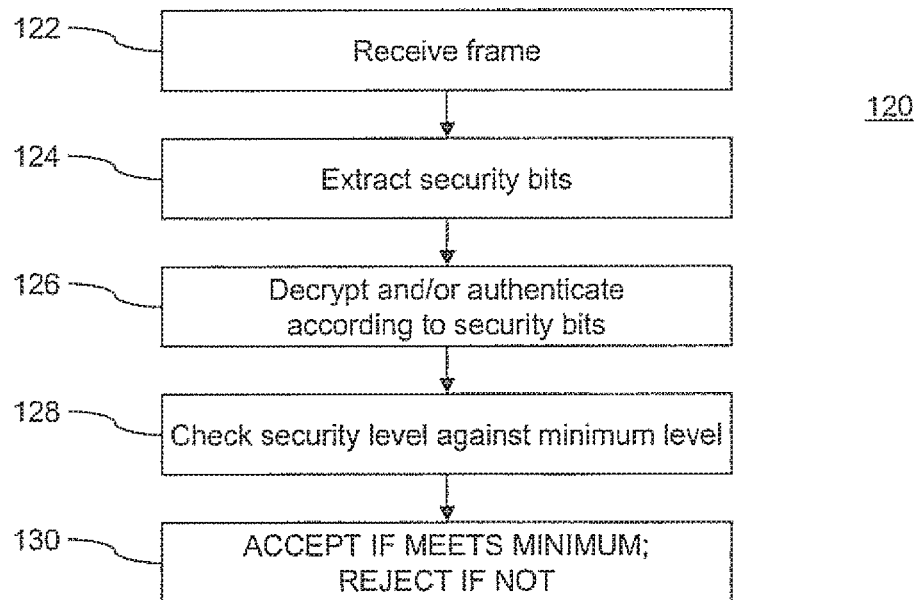 122
Receive frame
120
124
Extract security bits
126
Decrypt and/or authenticate
according to security bits
128
Check security level against minimum level
130
ACCEPT IF MEETS MINIMUM;
REJECT IF NOT